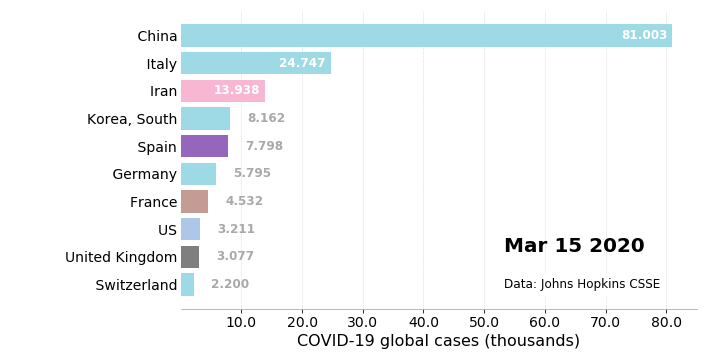 China 81.003
Italy 24.747
Iran 13.938
Korea, South 8.162
Spain 7.798
Germany 5.795
France 4.532
US 3.211
United Kingdom 3.077
Switzerland 2.200
Mar 15 2020
Data: Johns Hopkins CSSE
10.0 20.0 30.0 40.0 50.0 60.0 70.0 80.0
COVID-19 global cases (thousands)